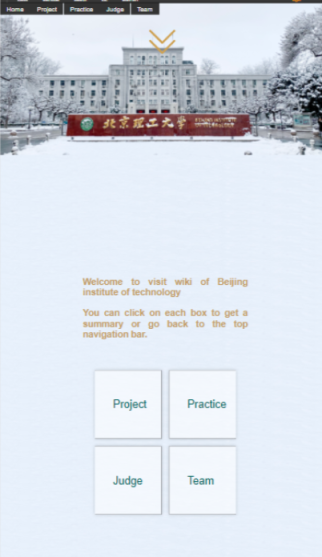 Home Project Practice Judge Team
北京理工大学
Welcome to visit wiki of Beijing
institute of technology
You can click on each box to get a
summary or go back to the top
navigation bar.
Project Practice
Judge Team